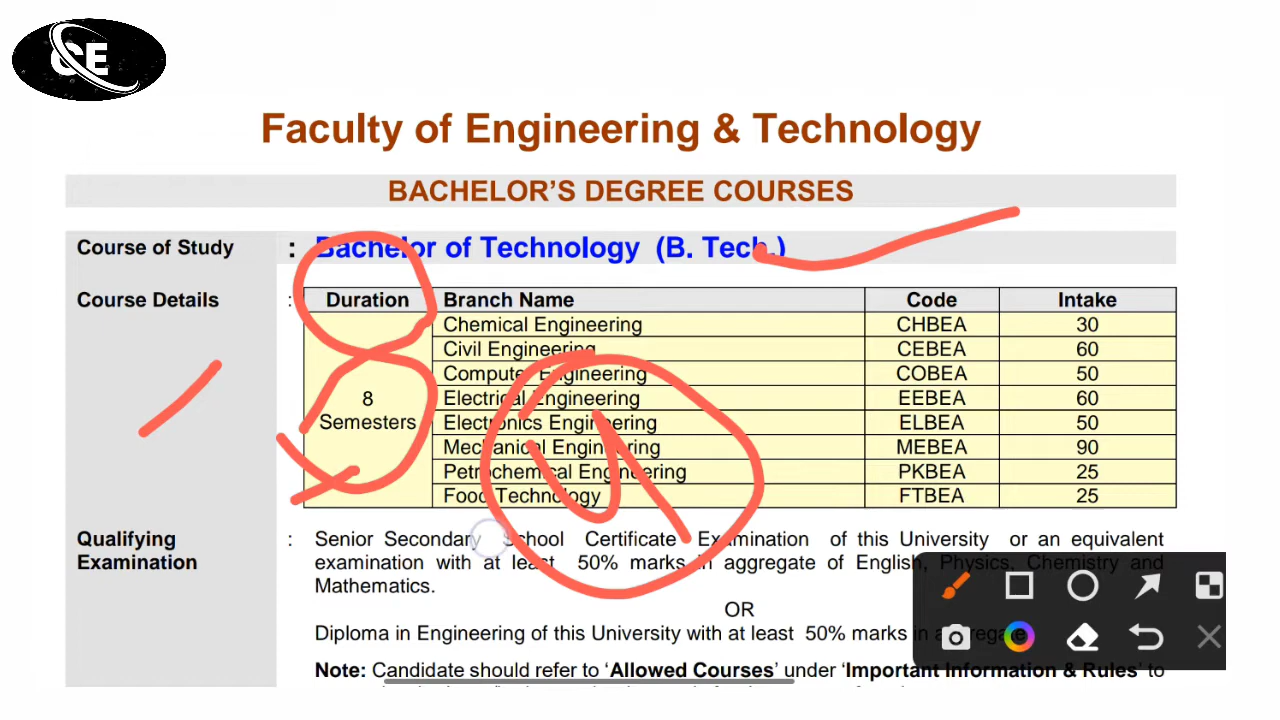 CE
Faculty of Engineering & Technology
BACHELOR'S DEGREE COURSES
Course of Study : Bachelor of Technology (B. Tech.)
Course Details :
Duration Branch Name Code Intake
Chemical Engineering CHBEA 30
Civil Engineering CEBEA 60
Computer Engineering COBEA 50
8 Semesters
Electrical Engineering EEBEA 60
Electronics Engineering ELBEA 50
Mechanical Engineering MEBEA 90
Petrochemical Engineering PKBEA 25
Food Technology FTBEA 25
Qualifying Examination :
Senior Secondary School Certificate Examination of this University or an equivalent
examination with at least 50% marks in aggregate of English, Physics, Chemistry and
Mathematics.
OR
Diploma in Engineering of this University with at least 50% marks in aggregate.
Note: Candidate should refer to 'Allowed Courses' under 'Important Information & Rules' to